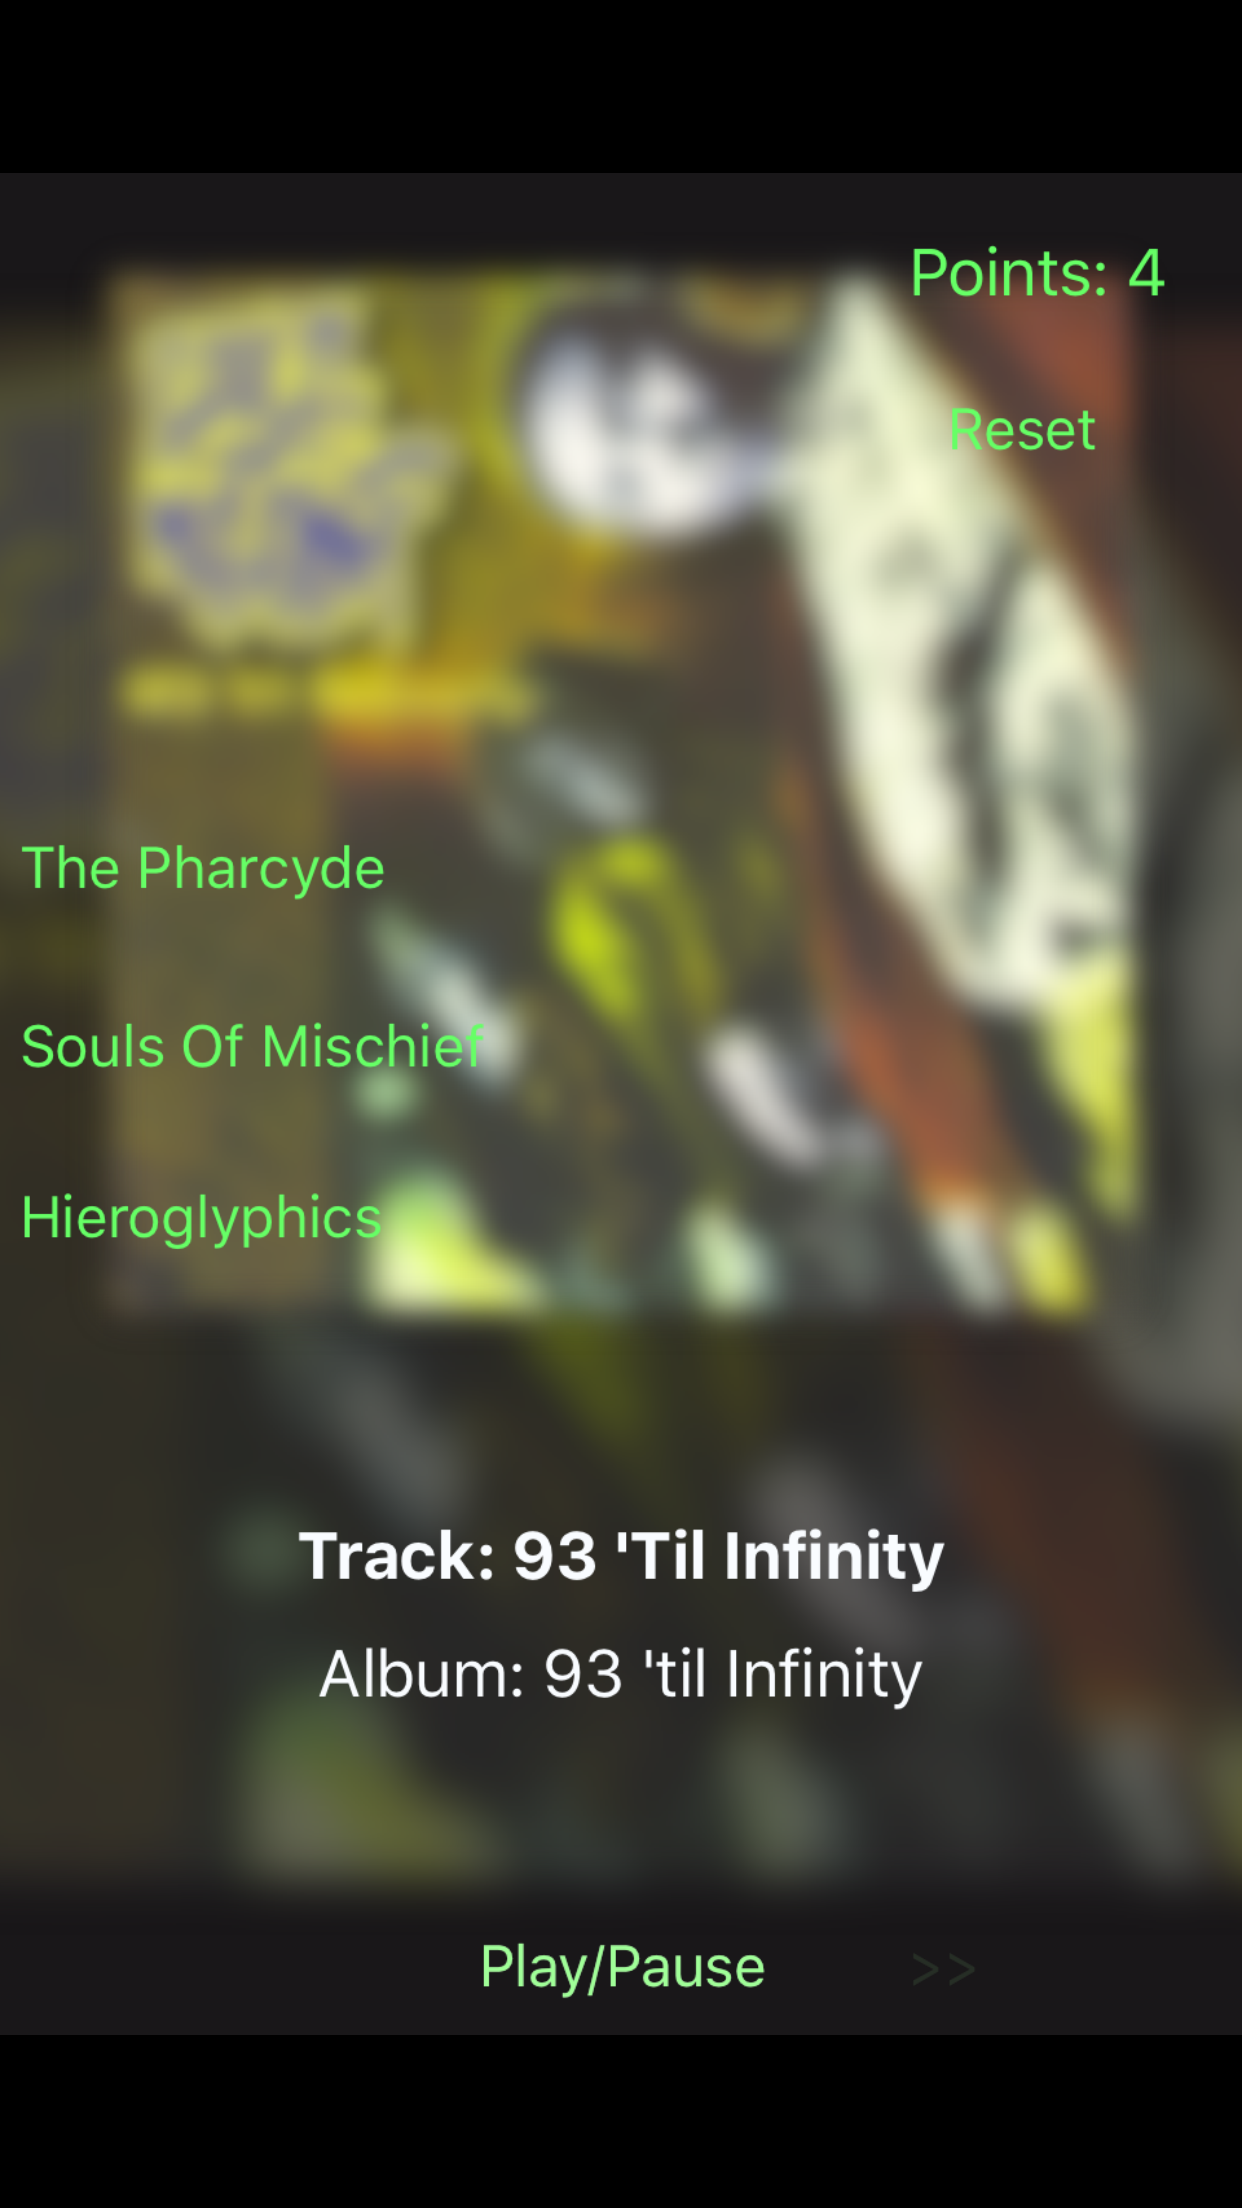 Points: 4
Reset
The Pharcyde
Souls Of Mischief
Hieroglyphics
Track: 93 'Til Infinity
Album: 93 'til Infinity
Play/Pause
>>